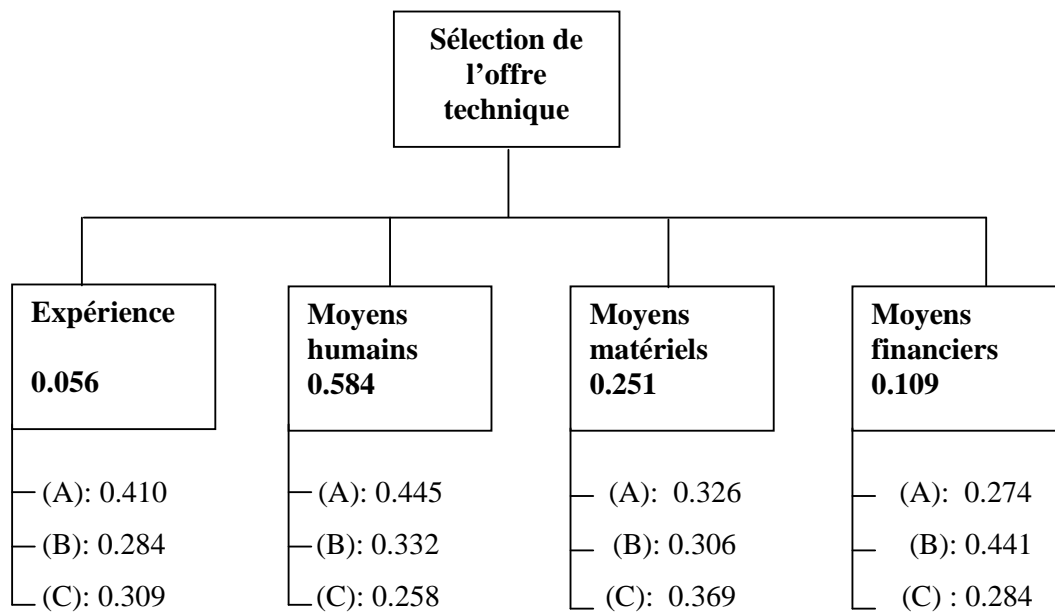 Sélection de
l’offre
technique
Expérience
0.056
Moyens
humains
0.584
Moyens
matériels
0.251
Moyens
financiers
0.109
(A): 0.410
(B): 0.284
(C): 0.309
(A): 0.445
(B): 0.332
(C): 0.258
(A): 0.326
(B): 0.306
(C): 0.369
(A): 0.274
(B): 0.441
(C) : 0.284